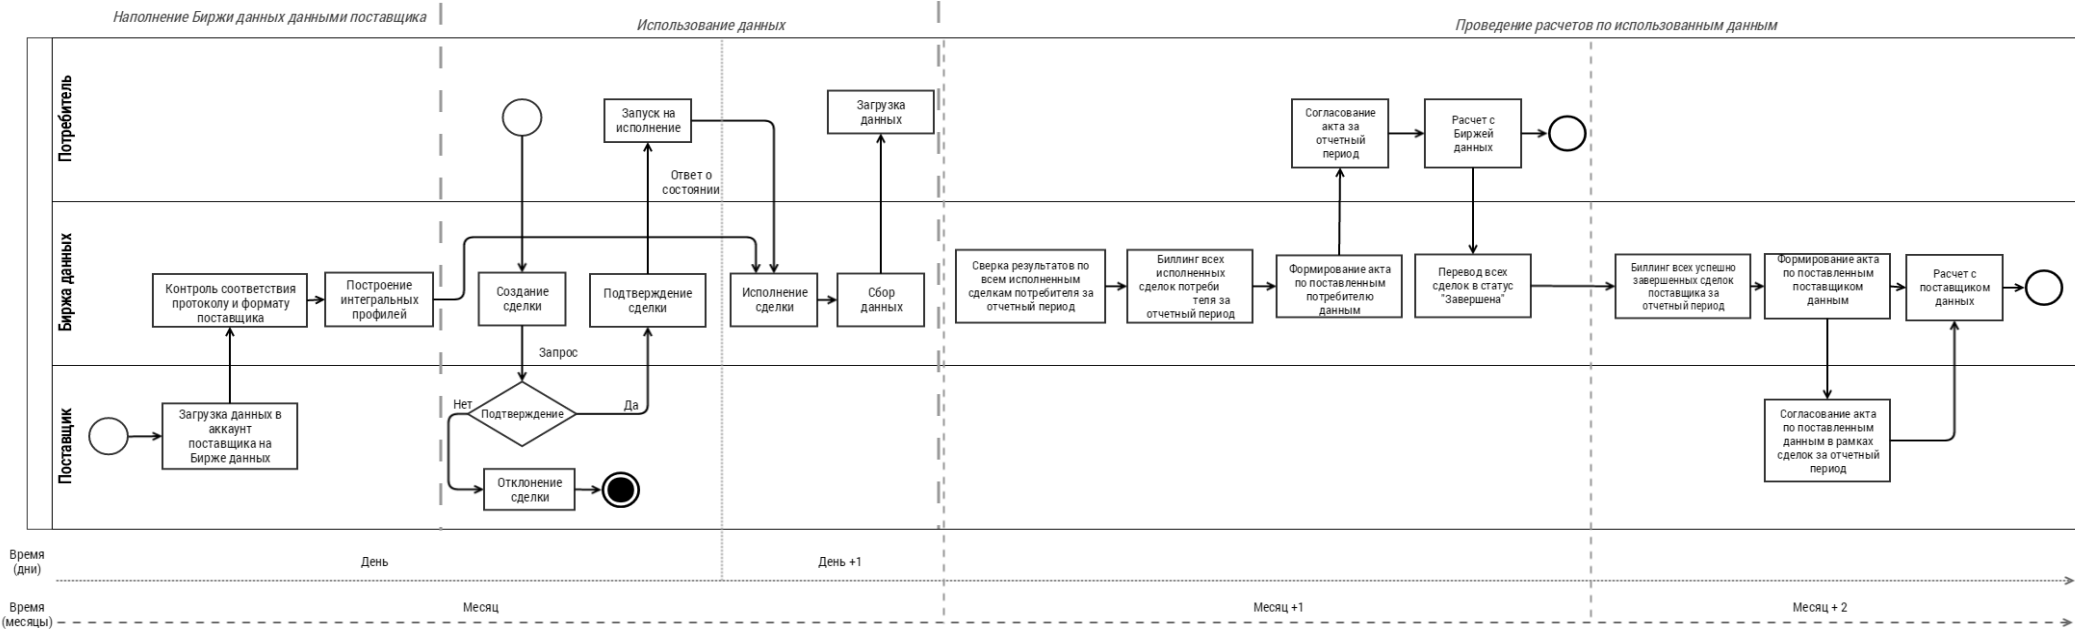 Наполнение Биржи данных данными поставщика
Использование данных
Проведение расчетов по использованным данным
Потребитель
Запуск на
исполнение
Загрузка
данных
Согласование
акта за
отчетный
период
Расчет с
Биржей
данных
Ответ о
состоянии
Биржа данных
Контроль соответствия
протоколу и формату
поставщика
Построение
интегральных
профилей
Создание
сделки
Подтверждение
сделки
Исполнение
сделки
Сбор
данных
Сверка результатов по
всем исполненным
сделкам потребителя за
отчетный период
Биллинг всех
исполненных
сделок потреби
теля за
отчетный период
Формирование акта
по поставленным
потребителю
данным
Перевод всех
сделок в статус
"Завершена"
Биллинг всех успешно
завершенных сделок
поставщика за
отчетный период
Формирование акта
по поставленным
поставщиком
данным
Расчет с
поставщиком
данных
Запрос
Поставщик
Загрузка данных в
аккаунт
поставщика на
Бирже данных
Нет
Подтверждение
Да
Отклонение
сделки
Согласование акта
по поставленным
данным в рамках
сделок за отчетный
период
Время
(дни)
День
День +1
Время
(месяцы)
Месяц
Месяц +1
Месяц + 2